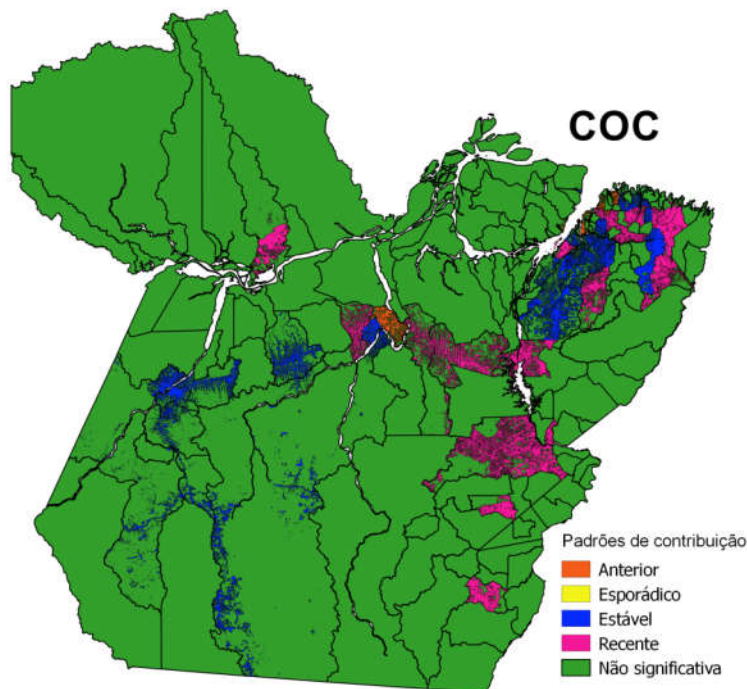 COC
Padrões de contribuição
Anterior
Esporádico
Estável
Recente
Não significativa